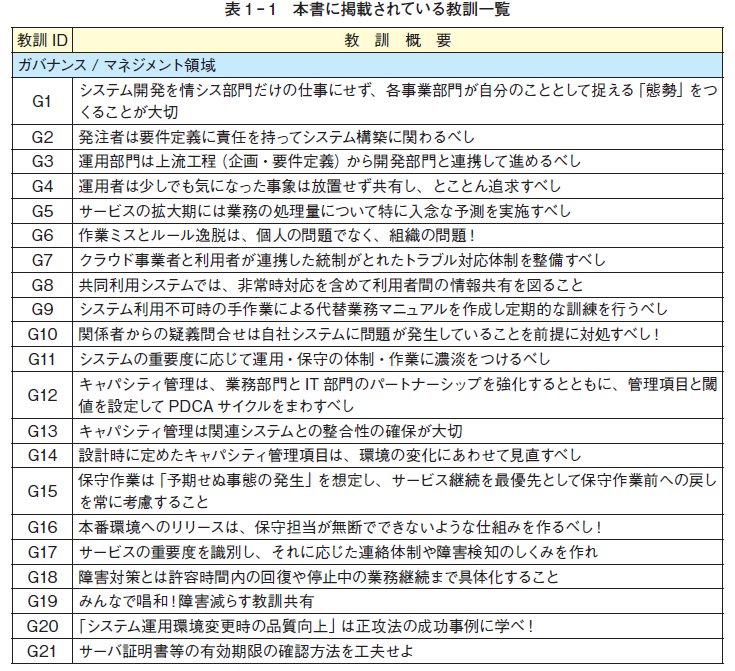 表1-1 本書に掲載されている教訓一覧
教訓 ID 教 訓 概 要
ガバナンス / マネジメント領域
G1 システム開発を情シス部門だけの仕事にせず、各事業部門が自分のこととして捉える「態勢」をつ
くることが大切
G2 発注者は要件定義に責任を持ってシステム構築に関わるべし
G3 運用部門は上流工程（企画・要件定義）から開発部門と連携して進めるべし
G4 運用者は少しでも気になった事象は放置せず共有し、とことん追求すべし
G5 サービスの拡大期には業務の処理量について特に入念な予測を実施すべし
G6 作業ミスとルール逸脱は、個人の問題でなく、組織の問題！
G7 クラウド事業者と利用者が連携した統制がとれたトラブル対応体制を整備すべし
G8 共同利用システムでは、非常時対応を含めて利用者間の情報共有を図ること
G9 システム利用不可時の手作業による代替業務マニュアルを作成し定期的な訓練を行うべし
G10 関係者からの疑義問合せは自社システムに問題が発生していることを前提に対処すべし！
G11 システムの重要度に応じて運用・保守の体制・作業に濃淡をつけるべし
G12 キャパシティ管理は、業務部門と IT 部門のパートナーシップを強化するとともに、管理項目と閾
値を設定して PDCA サイクルをまわすべし
G13 キャパシティ管理は関連システムとの整合性の確保が大切
G14 設計時に定めたキャパシティ管理項目は、環境の変化にあわせて見直すべし
G15 保守作業は「予期せぬ事態の発生」を想定し、サービス継続を最優先として保守作業前への戻し
を常に考慮すること
G16 本番環境へのリリースは、保守担当が無断でできないような仕組みを作るべし！
G17 サービスの重要度を識別し、それに応じた連絡体制や障害検知のしくみを作れ
G18 障害対策とは許容時間内の回復や停止中の業務継続まで具体化すること
G19 みんなで唱和！障害減らす教訓共有
G20 「システム運用環境変更時の品質向上」は正攻法の成功事例に学べ！
G21 サーバ証明書等の有効期限の確認方法を工夫せよ